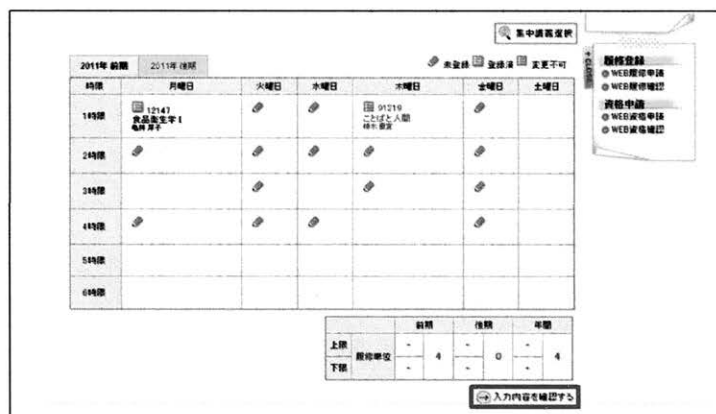 集中講義選択
2011年 前期 2011年 後期
未登録 登録済 変更不可
時限 月曜日 火曜日 水曜日 木曜日 金曜日 土曜日
1時限
12147
食品衛生学Ⅰ
91219
ことばと人間
2時限
3時限
4時限
5時限
6時限
前期 後期 年間
上限 履修単位 - 4 - 0 - 4
下限 - - -
入力内容を確認する
CLOSE
履修登録
WEB履修申請
WEB履修確認
資格申請
WEB資格申請
WEB資格確認